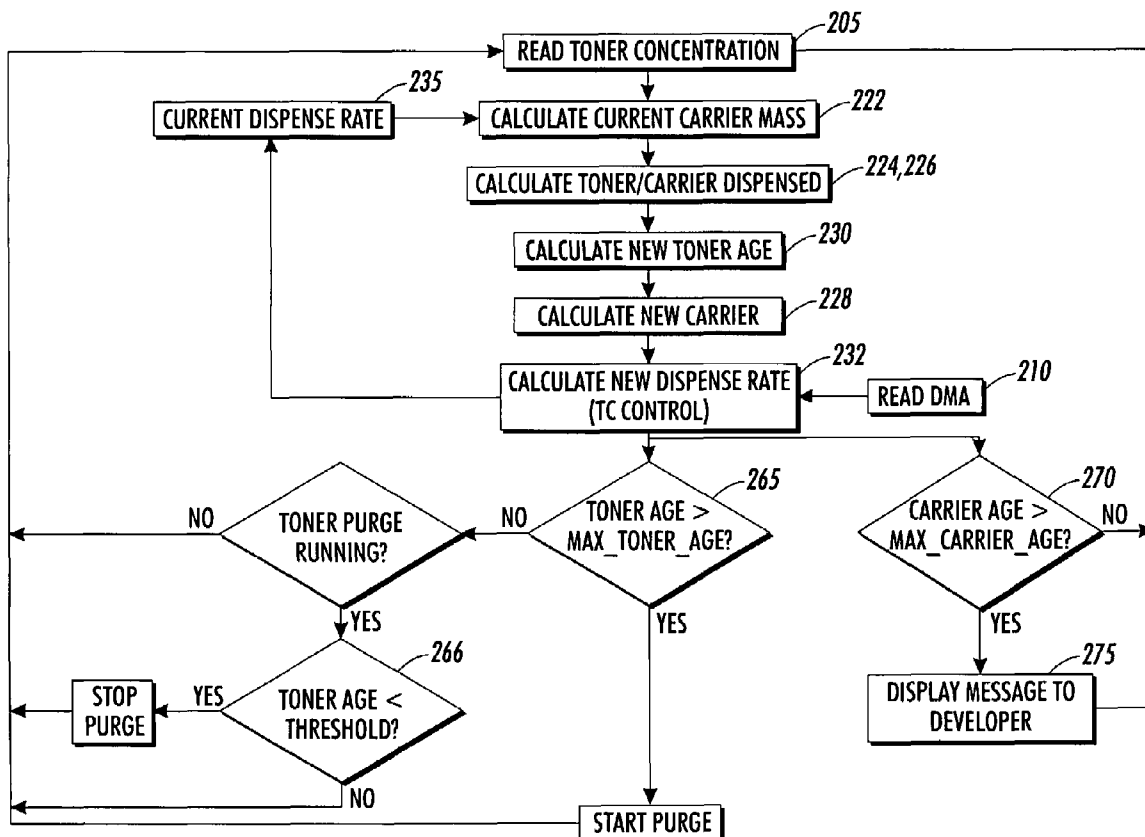 READ TONER CONCENTRATION
205
235
CURRENT DISPENSE RATE
CALCULATE CURRENT CARRIER MASS
222
CALCULATE TONER/CARRIER DISPENSED
224,226
CALCULATE NEW TONER AGE
230
CALCULATE NEW CARRIER
228
CALCULATE NEW DISPENSE RATE
(TC CONTROL)
232
READ DMA
210
TONER PURGE
RUNNING?
NO
YES
TONER AGE >
MAX_TONER_AGE?
265
NO
YES
CARRIER AGE >
MAX_CARRIER_AGE?
270
NO
YES
TONER AGE <
THRESHOLD?
266
YES
NO
STOP
PURGE
DISPLAY MESSAGE TO
DEVELOPER
275
START PURGE